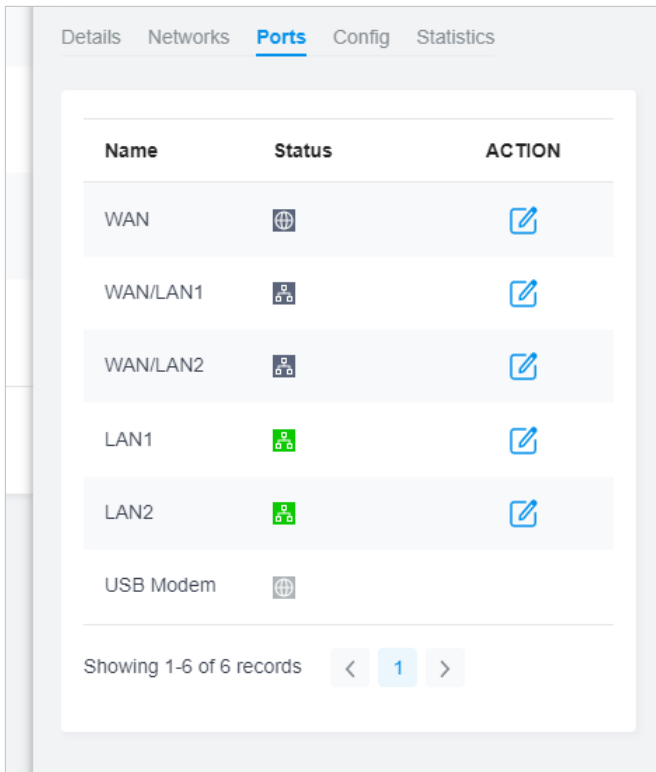 Details Networks Ports Config Statistics
Name Status ACTION
WAN
WAN/LAN1
WAN/LAN2
LAN1
LAN2
USB Modem
Showing 1-6 of 6 records < 1 >